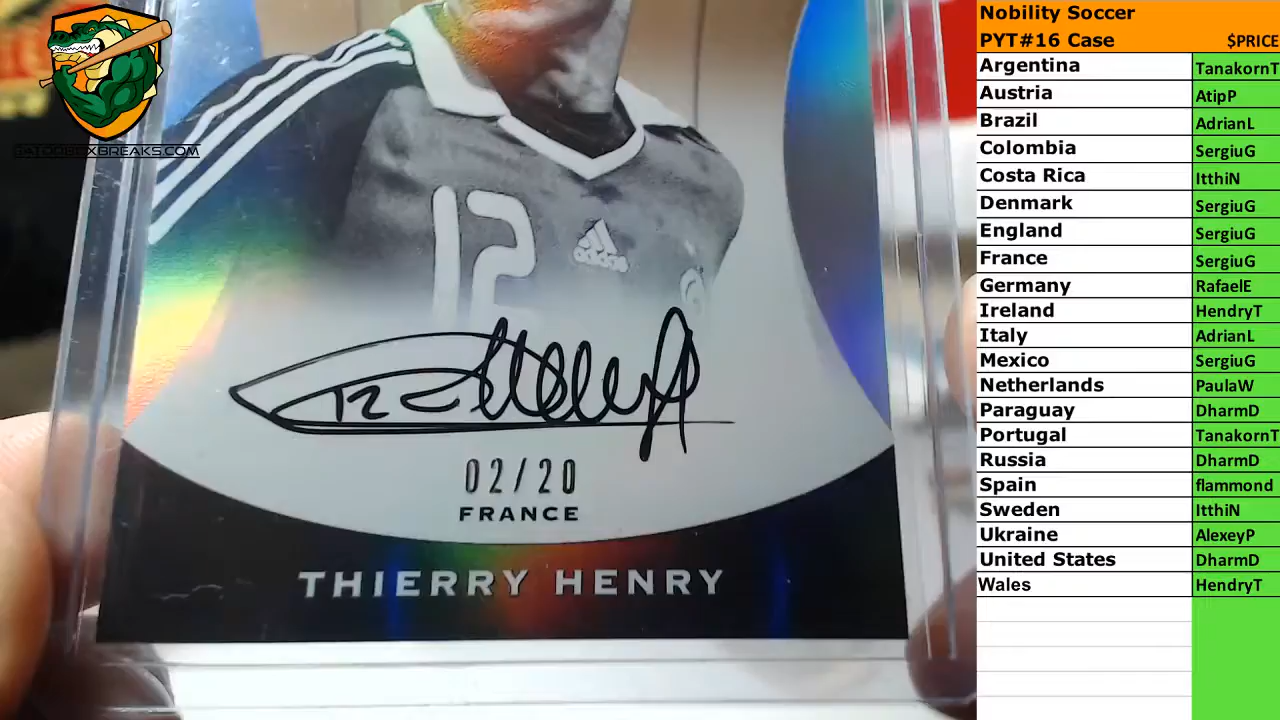 GATORBOXBREAKS.COM
12
adidas
02/20
FRANCE
THIERRY HENRY
Nobility Soccer
PYT#16 Case $PRICE
Argentina TanakornT
Austria AtipP
Brazil AdrianL
Colombia SergiuG
Costa Rica ItthiN
Denmark SergiuG
England SergiuG
France SergiuG
Germany RafaelE
Ireland HendryT
Italy AdrianL
Mexico SergiuG
Netherlands PaulaW
Paraguay DharmD
Portugal TanakornT
Russia DharmD
Spain flammond
Sweden ItthiN
Ukraine AlexeyP
United States DharmD
Wales HendryT